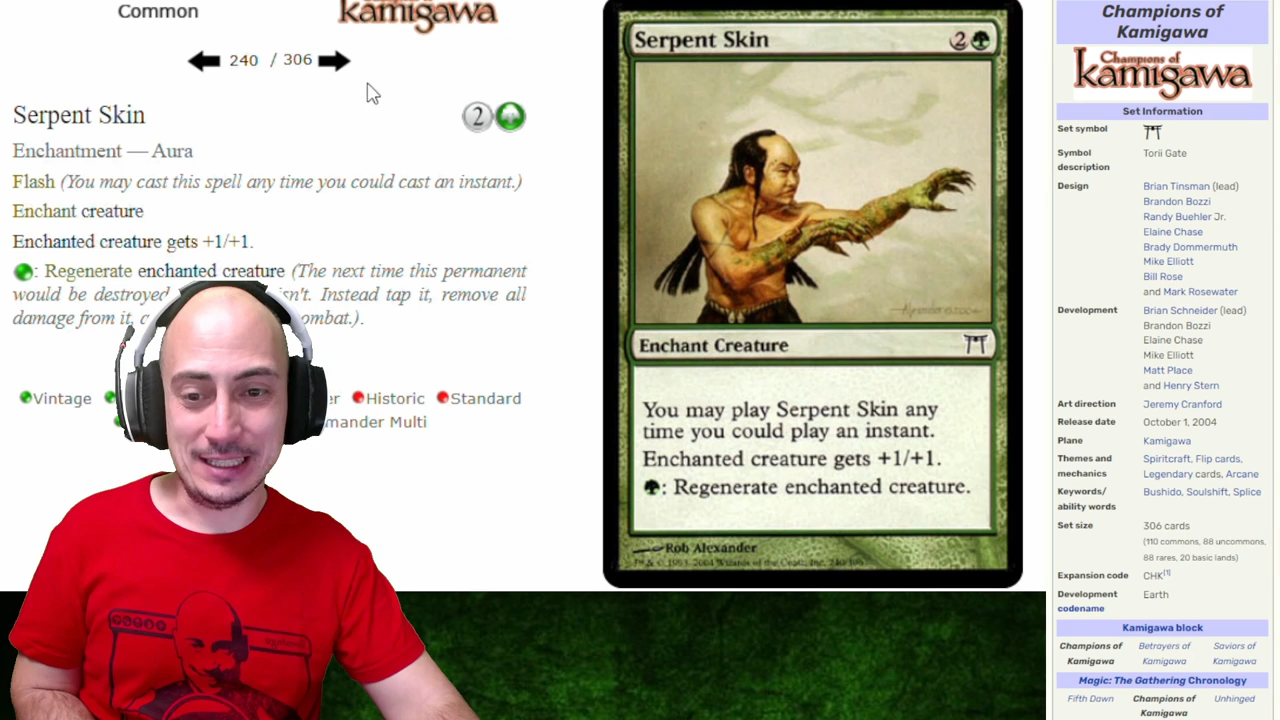 Common
kamigawa
240 / 306
Serpent Skin
2
Enchantment — Aura
Flash (You may cast this spell any time you could cast an instant.)
Enchant creature
Enchanted creature gets +1/+1.
: Regenerate enchanted creature (The next time this permanent
would be destroyed isn't. Instead tap it, remove all
damage from it, ombat.).
Vintage Historic Standard
mander Multi
Serpent Skin
2
Enchant Creature
You may play Serpent Skin any
time you could play an instant.
Enchanted creature gets +1/+1.
: Regenerate enchanted creature.
Rob Alexander
Champions of
Kamigawa
Champions of
kamigawa
Set Information
Set symbol
Symbol description Torii Gate
Design Brian Tinsman (lead)
Brandon Bozzi
Randy Buehler Jr.
Elaine Chase
Brady Dommermuth
Mike Elliott
Bill Rose
and Mark Rosewater
Development Brian Schneider (lead)
Brandon Bozzi
Elaine Chase
Mike Elliott
Matt Place
and Henry Stern
Art direction Jeremy Cranford
Release date October 1, 2004
Plane Kamigawa
Themes and Spiritcraft, Flip cards,
mechanics Legendary cards, Arcane
Keywords/ Bushido, Soulshift, Splice
ability words
Set size 306 cards
(110 commons, 88 uncommons,
88 rares, 20 basic lands)
Expansion code CHK[1]
Development Earth
codename
Kamigawa block
Champions of Betrayers of Saviors of
Kamigawa Kamigawa Kamigawa
Magic: The Gathering Chronology
Fifth Dawn Champions of Unhinged
Kamigawa